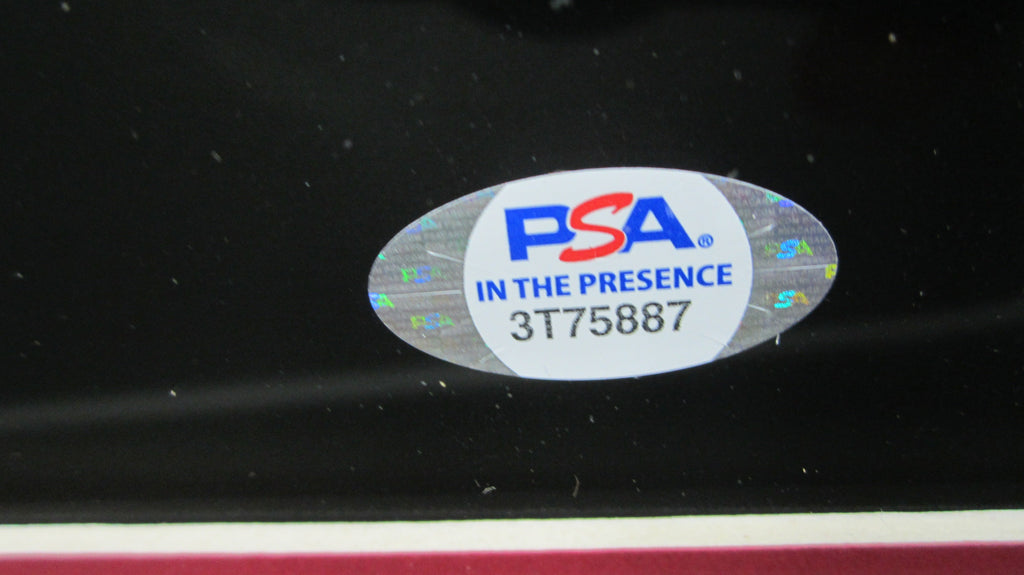 PSA®
IN THE PRESENCE
3T75887